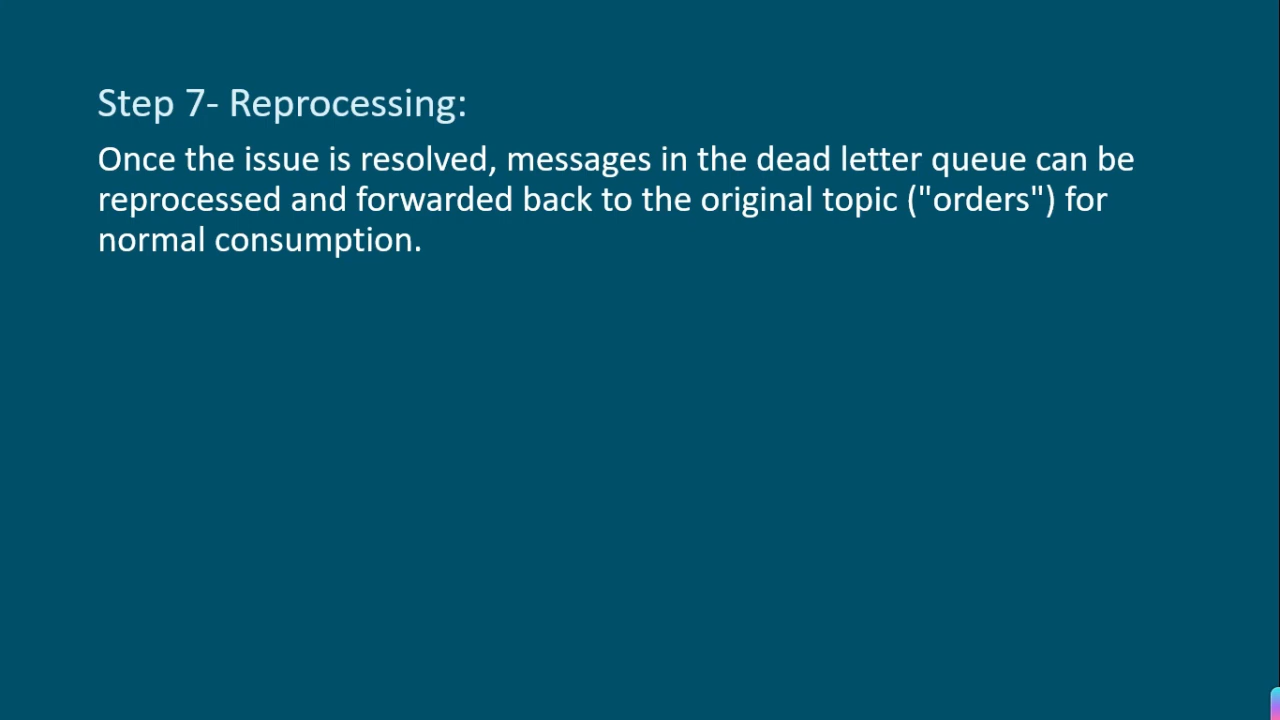 Step 7- Reprocessing:
Once the issue is resolved, messages in the dead letter queue can be
reprocessed and forwarded back to the original topic ("orders") for
normal consumption.